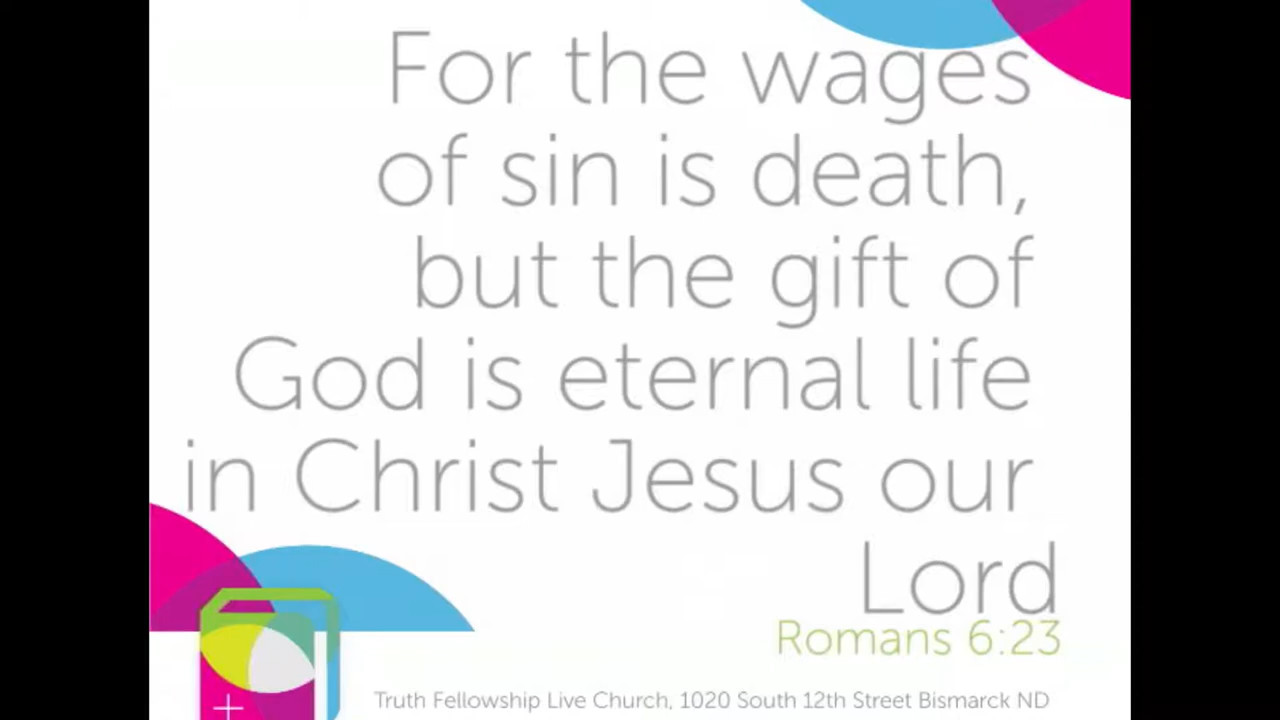 For the wages
of sin is death,
but the gift of
God is eternal life
in Christ Jesus our
Lord
Romans 6:23
Truth Fellowship Live Church, 1020 South 12th Street Bismarck ND